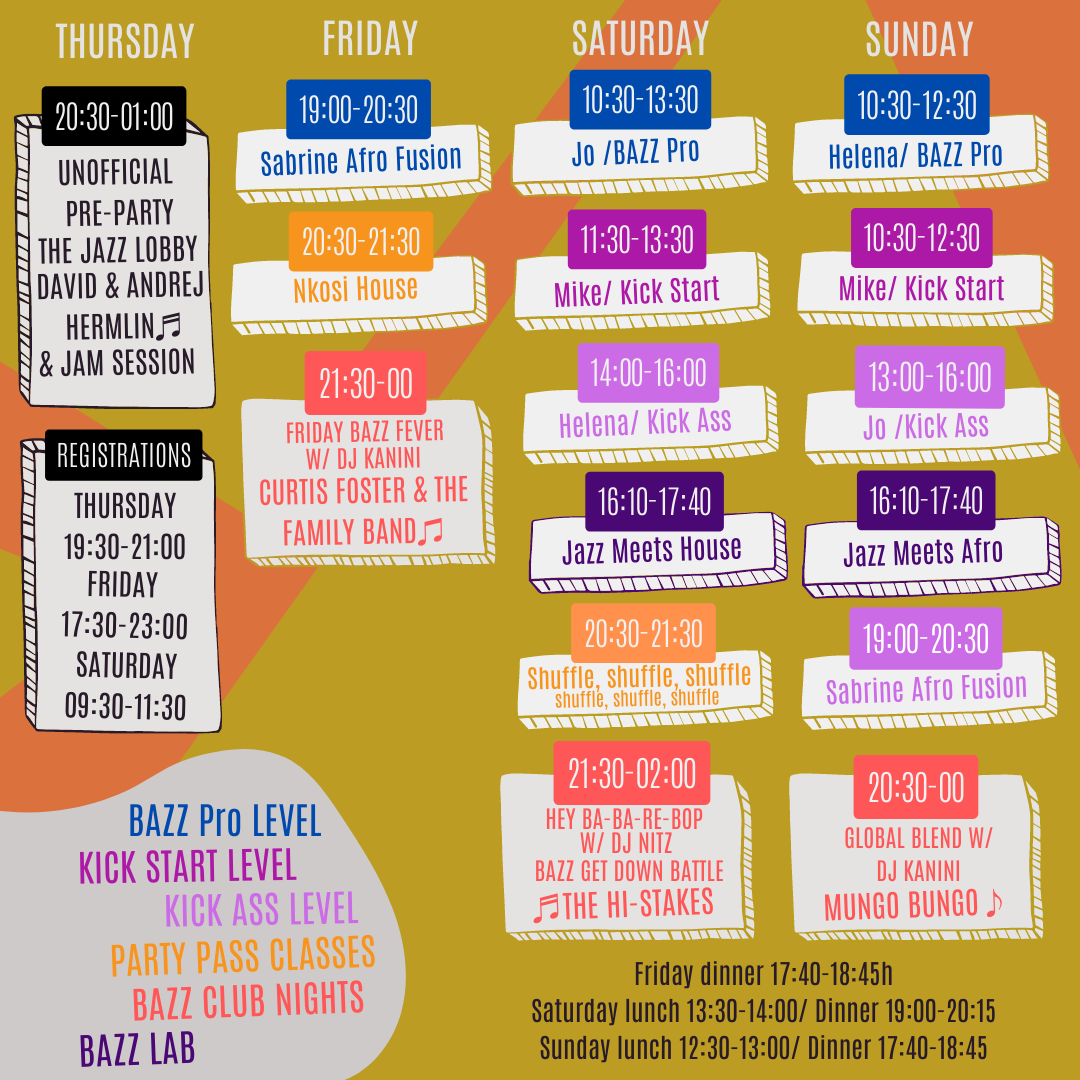 THURSDAY
20:30-01:00
UNOFFICIAL
PRE-PARTY
THE JAZZ LOBBY
DAVID & ANDREJ
HERMLIN
& JAM SESSION
REGISTRATIONS
THURSDAY
19:30-21:00
FRIDAY
17:30-23:00
SATURDAY
09:30-11:30
FRIDAY
19:00-20:30
Sabrine Afro Fusion
20:30-21:30
Nkosi House
21:30-00
FRIDAY BAZZ FEVER
W/ DJ KANINI
CURTIS FOSTER & THE
FAMILY BAND
SATURDAY
10:30-13:30
Jo /BAZZ Pro
11:30-13:30
Mike/ Kick Start
14:00-16:00
Helena/ Kick Ass
16:10-17:40
Jazz Meets House
20:30-21:30
Shuffle, shuffle, shuffle
shuffle, shuffle, shuffle
21:30-02:00
HEY BA-BA-RE-BOP
W/ DJ NITZ
BAZZ GET DOWN BATTLE
THE HI-STAKES
SUNDAY
10:30-12:30
Helena/ BAZZ Pro
10:30-12:30
Mike/ Kick Start
13:00-16:00
Jo /Kick Ass
16:10-17:40
Jazz Meets Afro
19:00-20:30
Sabrine Afro Fusion
20:30-00
GLOBAL BLEND W/
DJ KANINI
MUNGO BUNGO
BAZZ Pro LEVEL
KICK START LEVEL
KICK ASS LEVEL
PARTY PASS CLASSES
BAZZ CLUB NIGHTS
BAZZ LAB
Friday dinner 17:40-18:45h
Saturday lunch 13:30-14:00/ Dinner 19:00-20:15
Sunday lunch 12:30-13:00/ Dinner 17:40-18:45